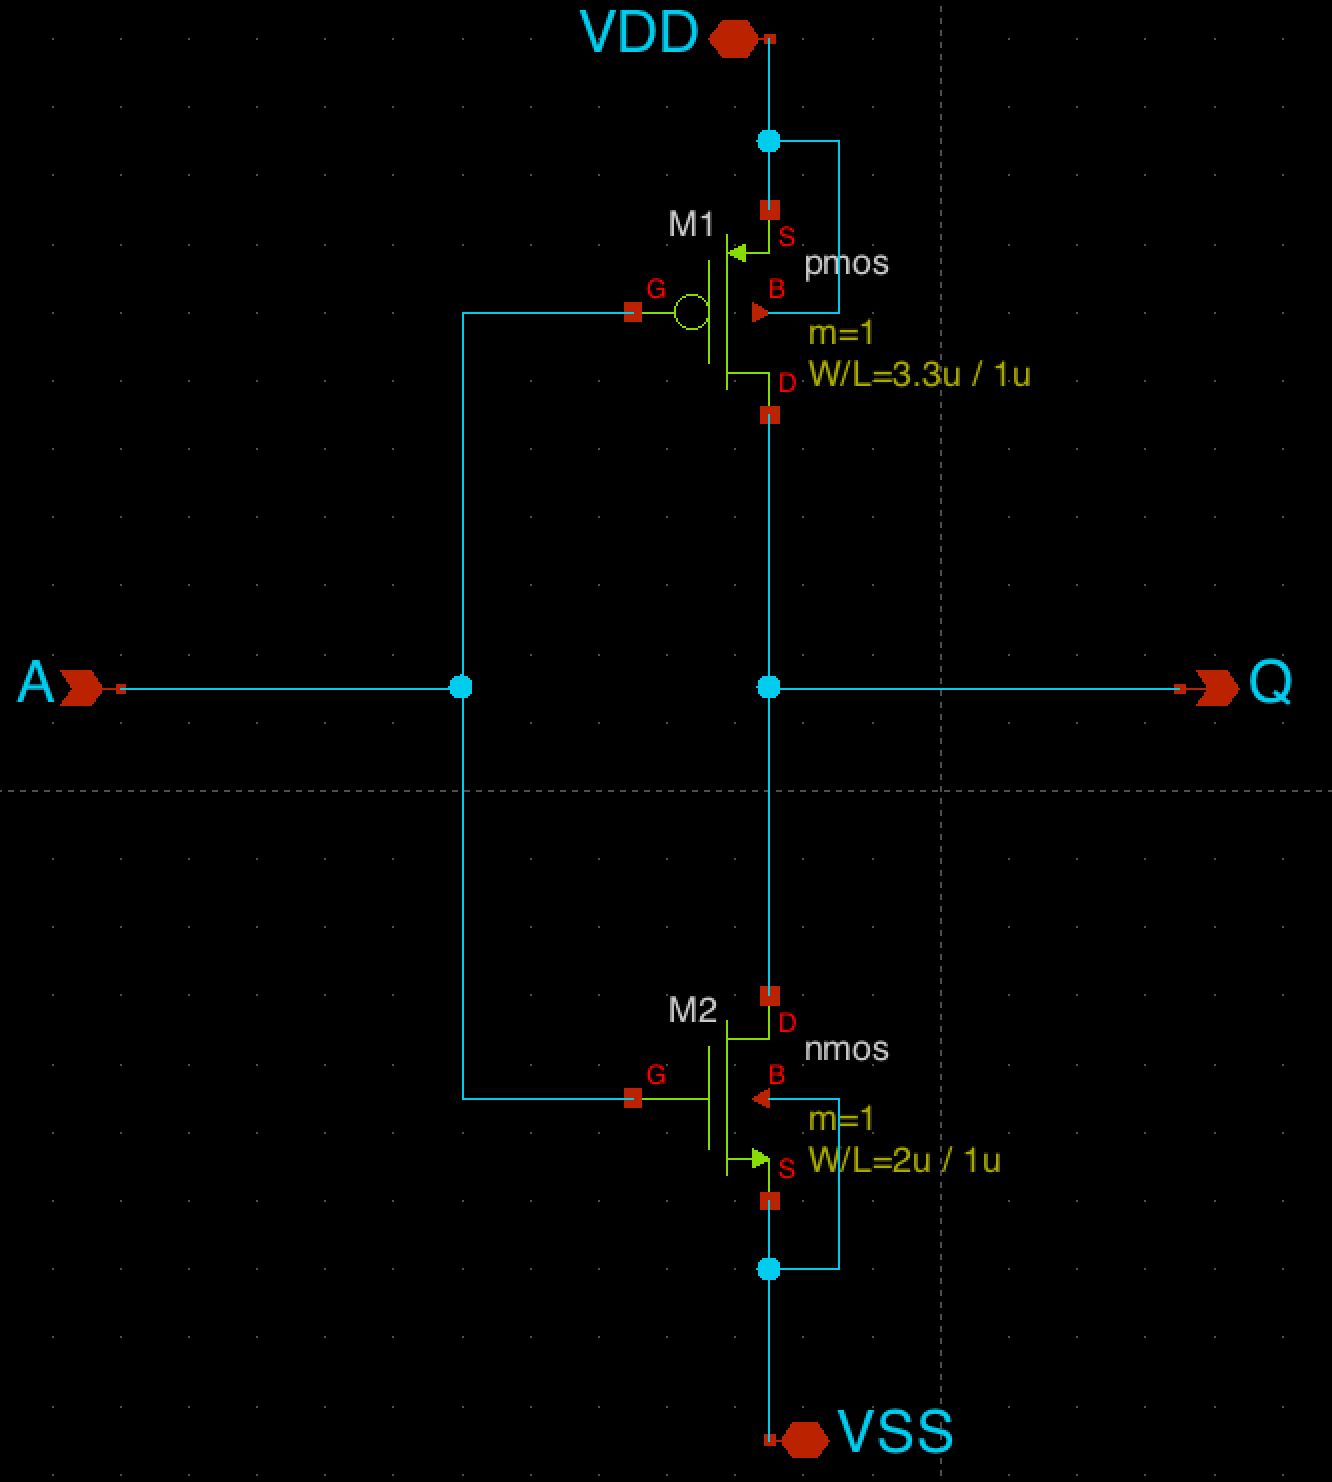 VDD
M1
S
pmos
G
B
m=1
W/L=3.3u / 1u
D
A
Q
M2
D
nmos
G
B
m=1
W/L=2u / 1u
S
VSS